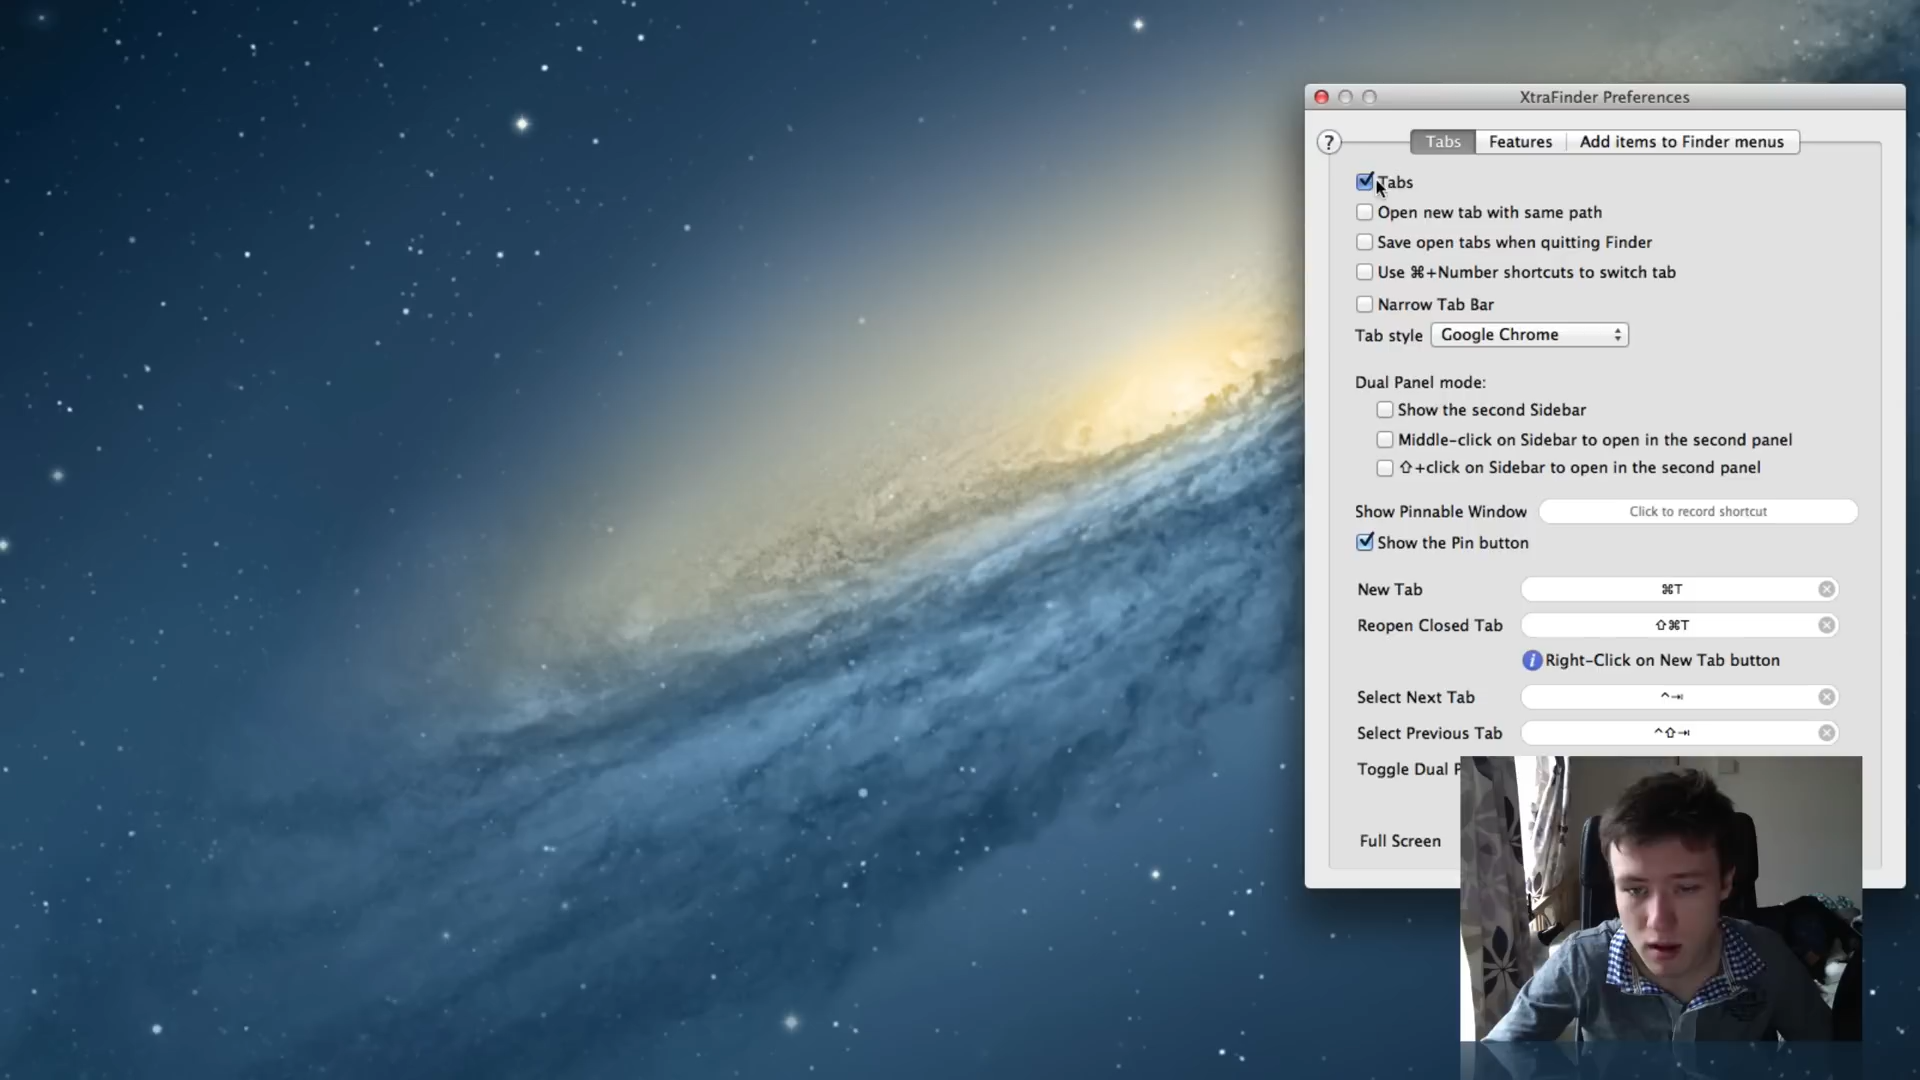 XtraFinder Preferences
?
Tabs Features Add items to Finder menus
Tabs
Open new tab with same path
Save open tabs when quitting Finder
Use ⌘+Number shortcuts to switch tab
Narrow Tab Bar
Tab style Google Chrome
Dual Panel mode:
Show the second Sidebar
Middle-click on Sidebar to open in the second panel
⇧+click on Sidebar to open in the second panel
Show Pinnable Window Click to record shortcut
Show the Pin button
New Tab ⌘T
Reopen Closed Tab ⇧⌘T
i Right-Click on New Tab button
Select Next Tab ^⇥
Select Previous Tab ^⇧⇥
Toggle Dual
Full Screen